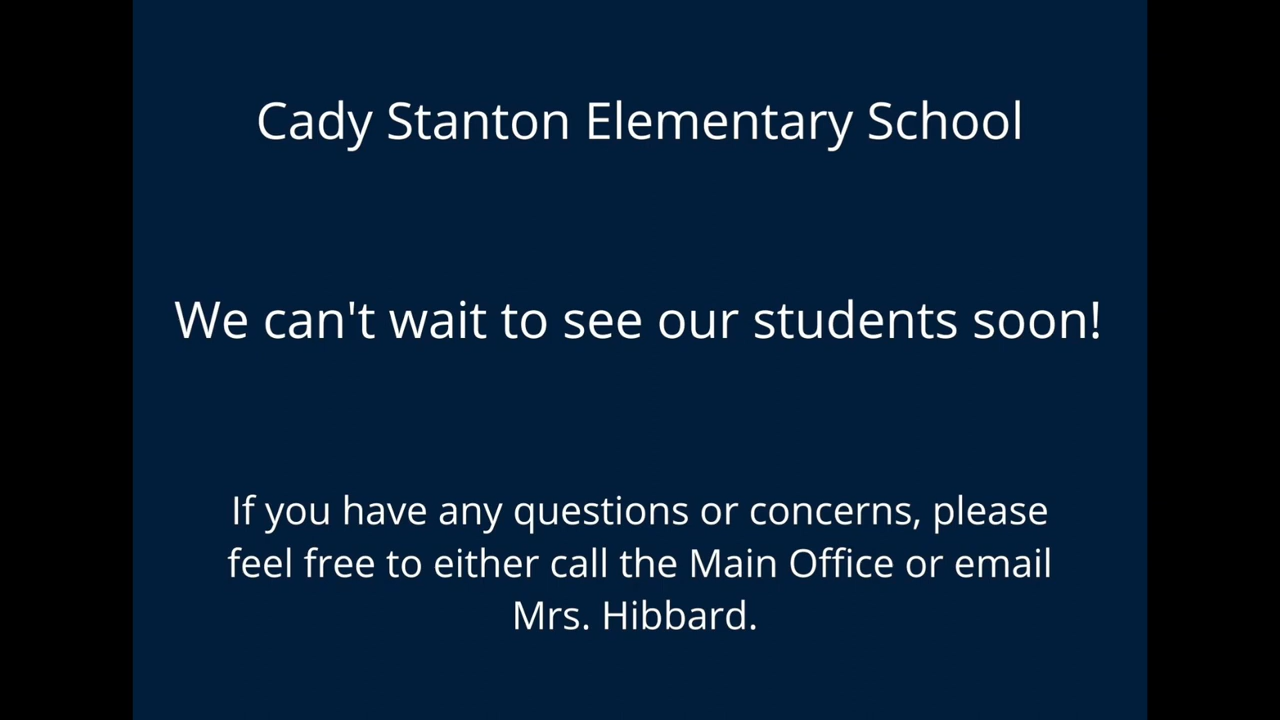 Cady Stanton Elementary School
We can't wait to see our students soon!
If you have any questions or concerns, please
feel free to either call the Main Office or email
Mrs. Hibbard.